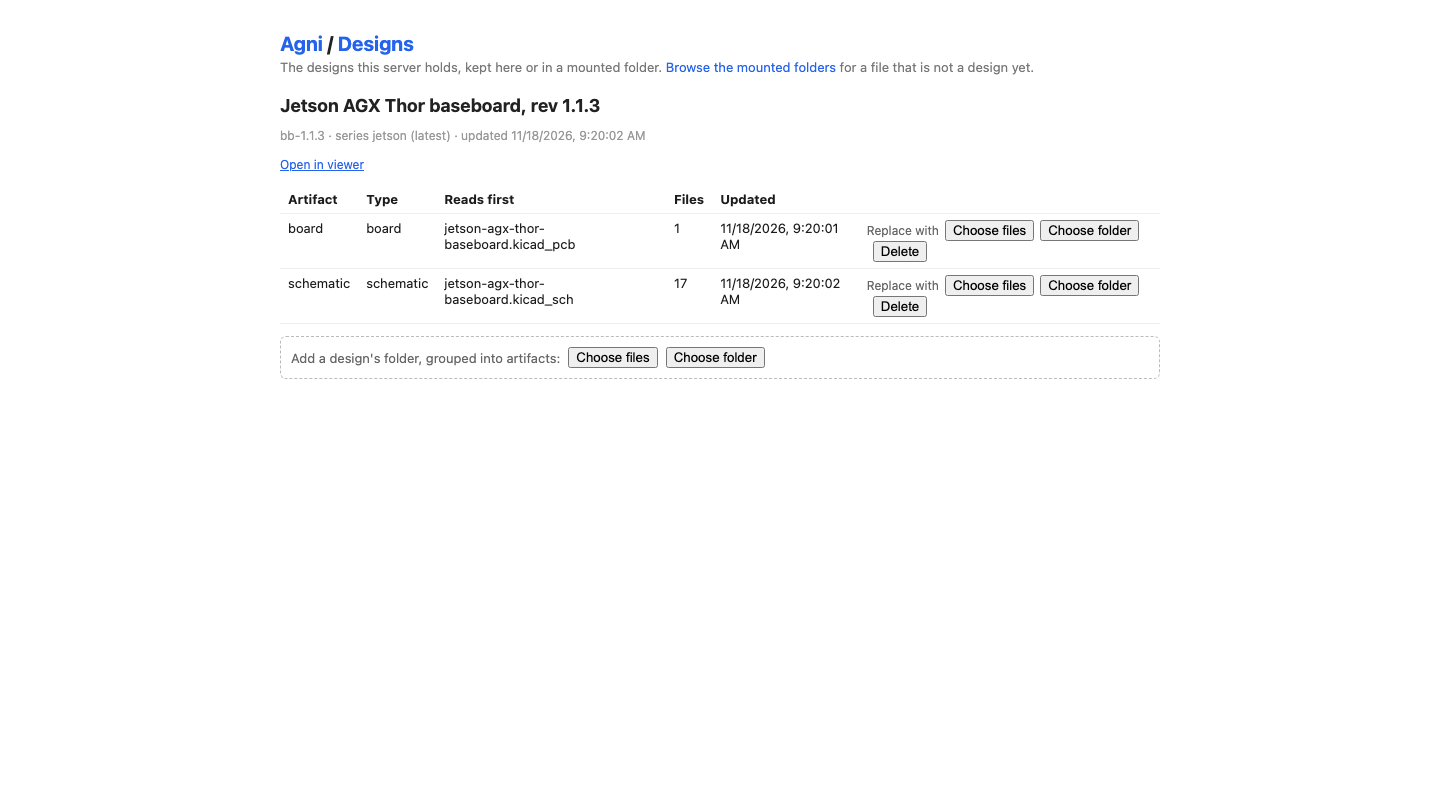 Agni / Designs
The designs this server holds, kept here or in a mounted folder. Browse the mounted folders for a file that is not a design yet.
Jetson AGX Thor baseboard, rev 1.1.3
bb-1.1.3 · series jetson (latest) · updated 11/18/2026, 9:20:02 AM
Open in viewer
Artifact Type Reads first Files Updated
board board jetson-agx-thor- 1 11/18/2026, 9:20:01 Replace with Choose files Choose folder
baseboard.kicad_pcb AM Delete
schematic schematic jetson-agx-thor- 17 11/18/2026, 9:20:02 Replace with Choose files Choose folder
baseboard.kicad_sch AM Delete
Add a design's folder, grouped into artifacts: Choose files Choose folder